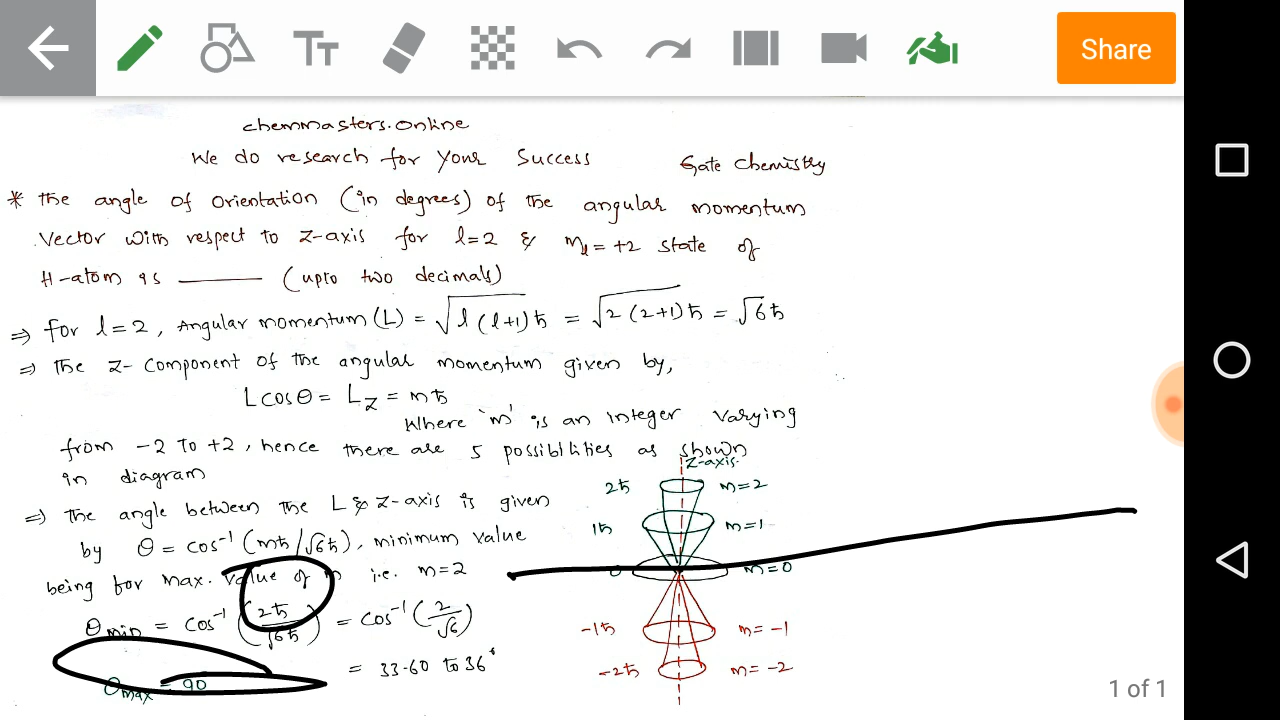 TT
Share
chemmasters.online
We do research for your Success Gate chemistry
* The angle of orientation (in degrees) of the angular momentum
Vector with respect to z-axis for l=2 & ml = +2 state of
H-atom is ——— (upto two decimals)
⇒ for l=2, Angular momentum (L) = √l(l+1) ħ = √2(2+1) ħ = √6 ħ
⇒ The z-component of the angular momentum given by,
L cosθ = Lz = mħ
Where 'm' is an integer varying
from -2 to +2, hence there are 5 possibilities as shown
in diagram
⇒ The angle between the L & z-axis is given
by θ = cos⁻¹ (mħ/√6ħ), minimum value
being for max. value of m i.e. m=2
θmin = cos⁻¹ (2ħ/√6ħ) = cos⁻¹ (2/√6)
= 33.60 to 36°
θmax = 90
z-axis
2ħ m=2
1ħ m=1
0 m=0
-1ħ m=-1
-2ħ m=-2
1 of 1